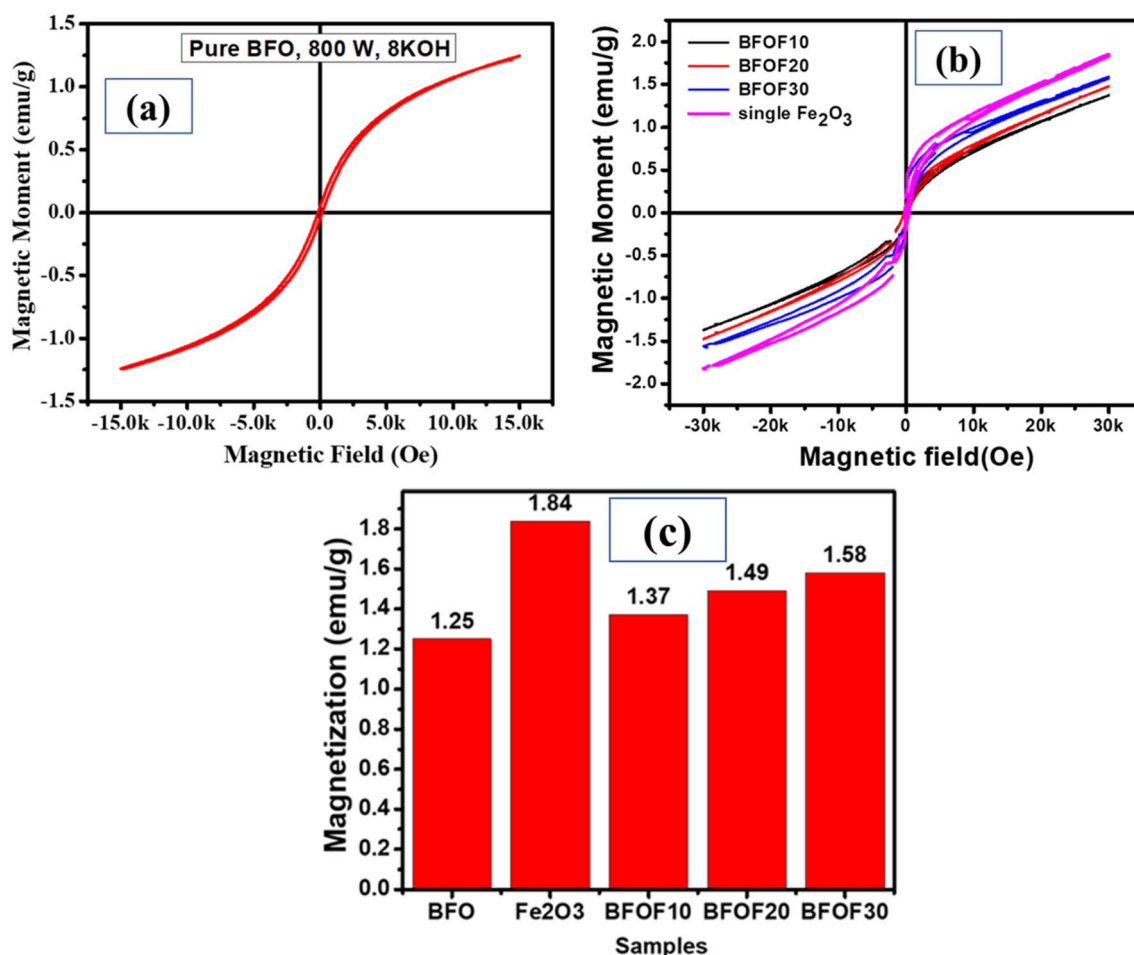 Pure BFO, 800 W, 8KOH
(a)
Magnetic Moment (emu/g)
1.5
1.0
0.5
0.0
-0.5
-1.0
-1.5
-15.0k -10.0k -5.0k 0.0 5.0k 10.0k 15.0k
Magnetic Field (Oe)
BFOF10
BFOF20
BFOF30
single Fe2O3
(b)
Magnetic Moment (emu/g)
2.0
1.5
1.0
0.5
0.0
-0.5
-1.0
-1.5
-2.0
-30k -20k -10k 0 10k 20k 30k
Magnetic field(Oe)
(c)
Magnetization (emu/g)
1.8
1.6
1.4
1.2
1.0
0.8
0.6
0.4
0.2
0.0
1.25
1.84
1.37
1.49
1.58
BFO Fe2O3 BFOF10 BFOF20 BFOF30
Samples